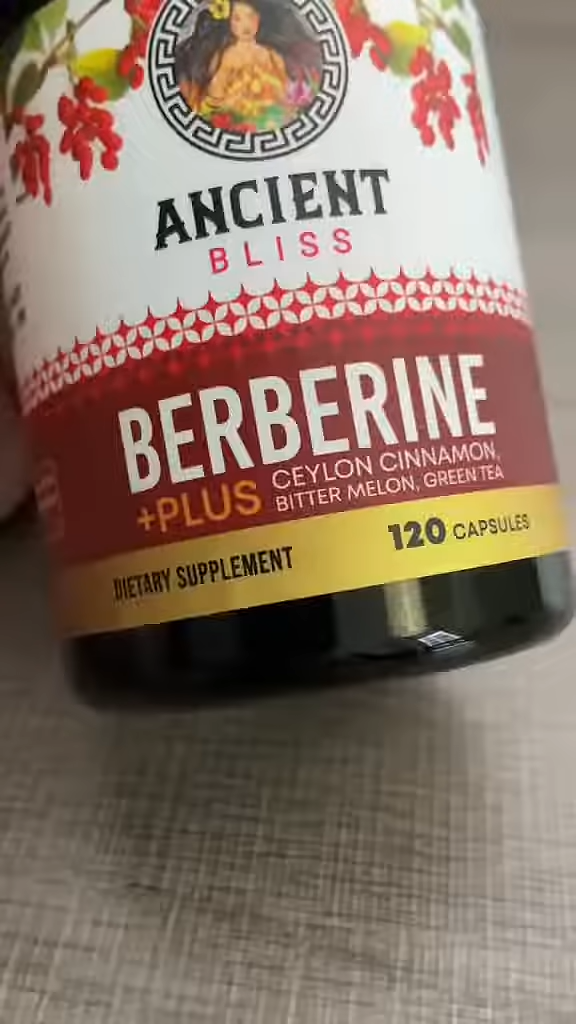 ANCIENT
BLISS
BERBERINE
+PLUS CEYLON CINNAMON,
BITTER MELON, GREEN TEA
DIETARY SUPPLEMENT
120 CAPSULES